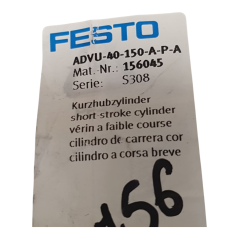 FESTO
ADVU-40-150-A-P-A
Mat.-Nr.: 156045
Serie: S308
Kurzhubzylinder
short-stroke cylinder
vérin a faible course
cilindro de carrera cor
cilindro a corsa breve
156